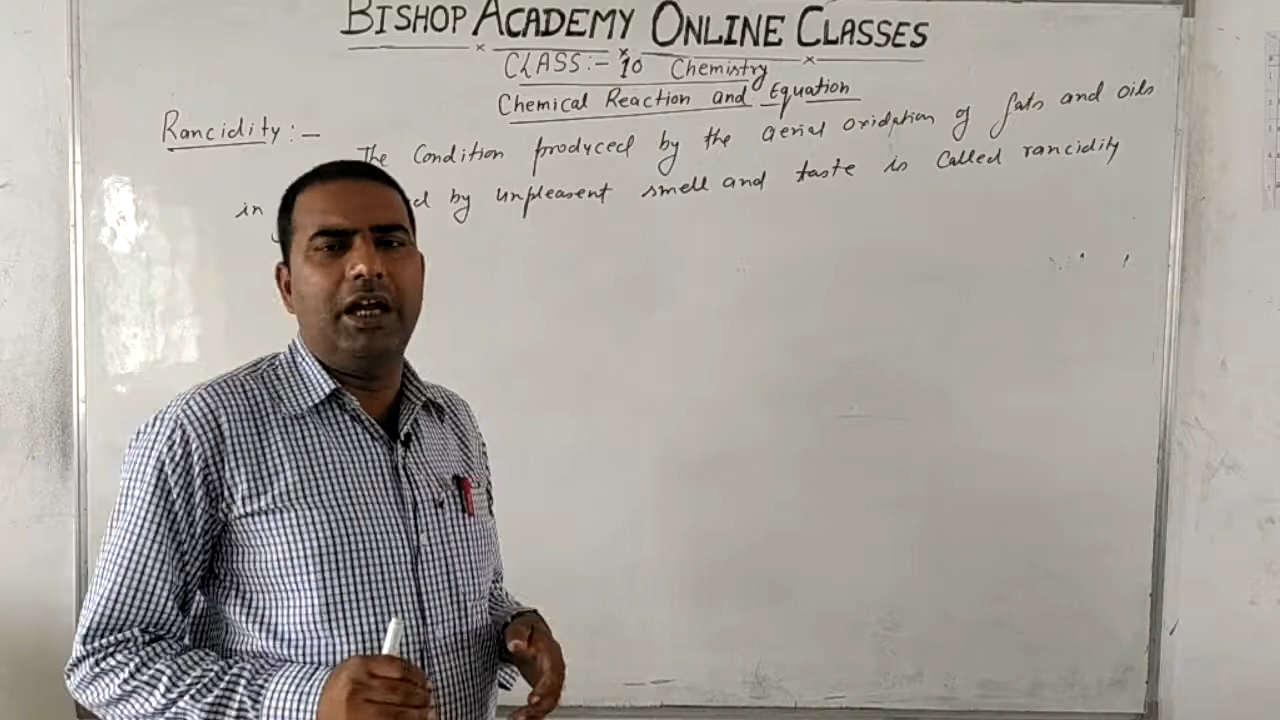 BISHOP ACADEMY ONLINE CLASSES
CLASS:- 10 Chemistry
Chemical Reaction and Equation
Rancidity :- The Condition produced by the aerial oxidation of fats and oils
in by unpleasent smell and taste is Called rancidity